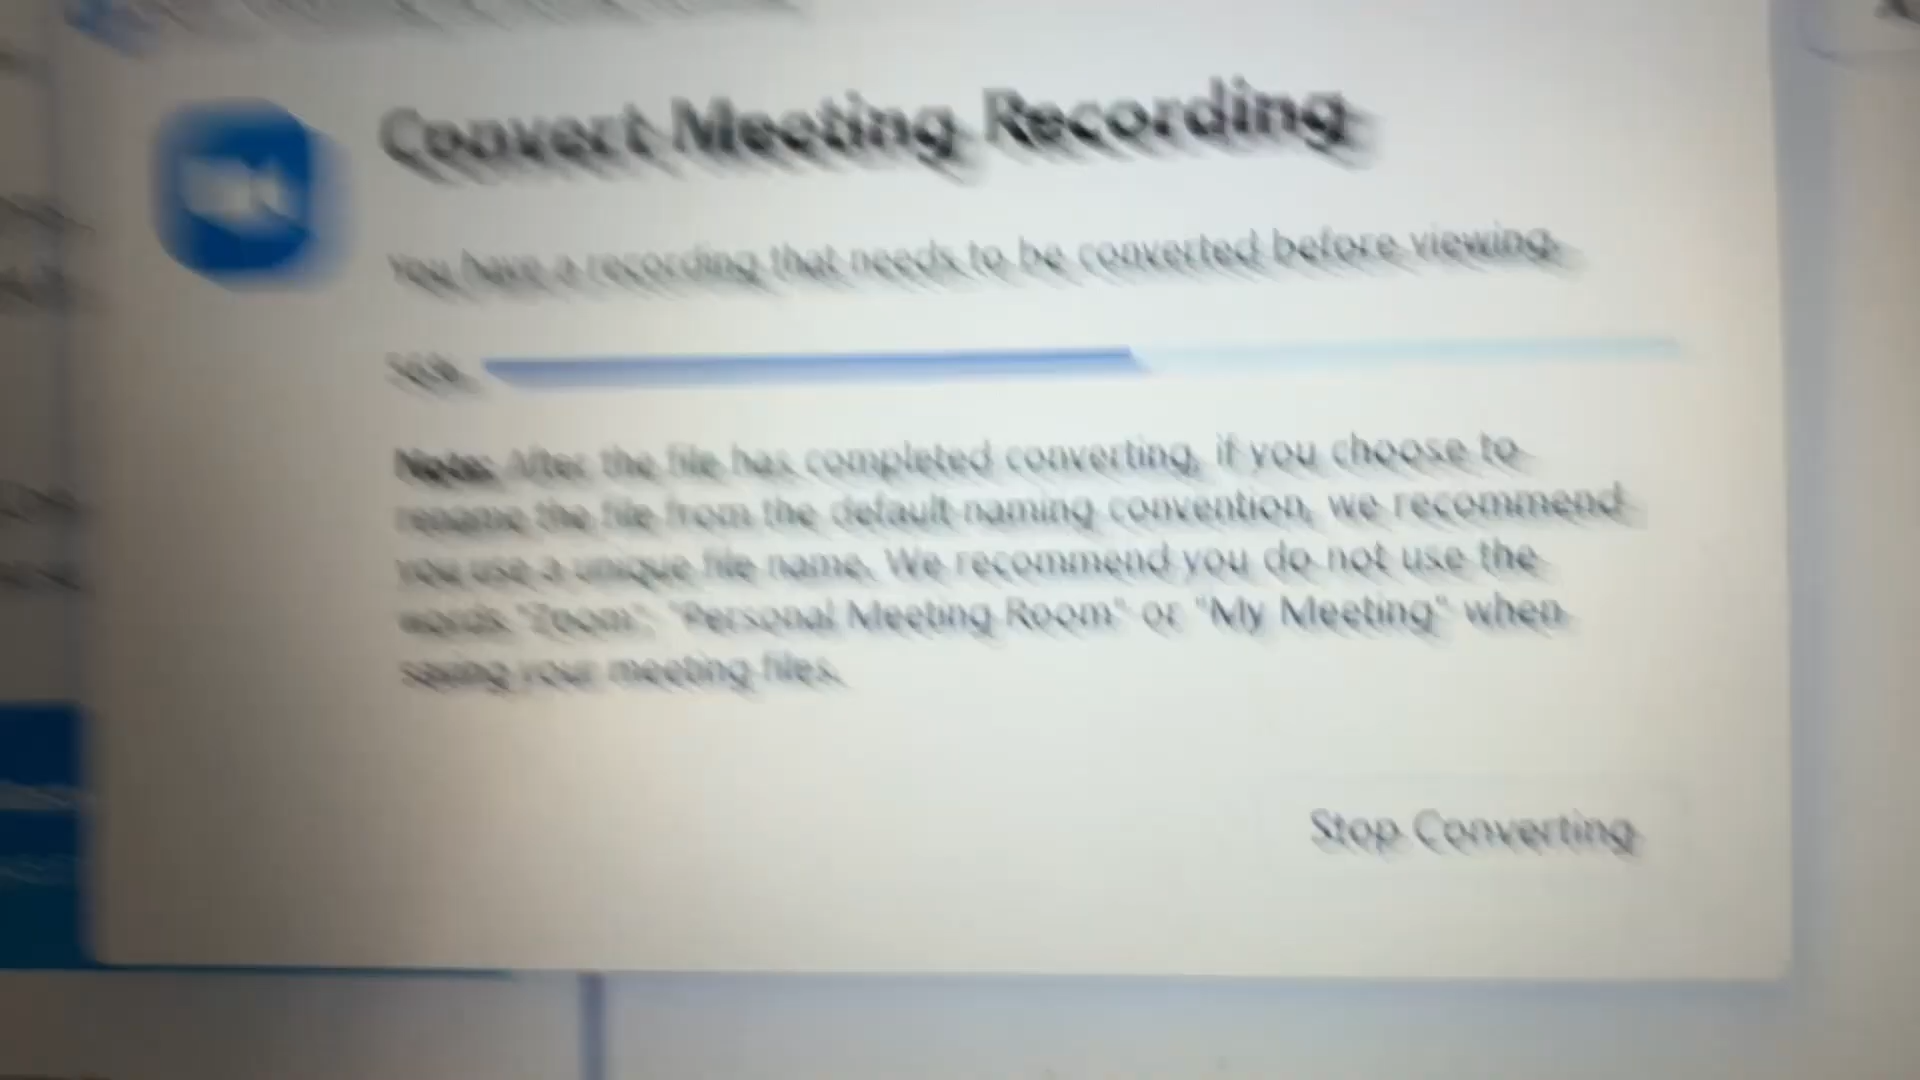 Convert Meeting Recording
You have a recording that needs to be converted before viewing.
Note: After the file has completed converting, if you choose to
rename the file from the default naming convention, we recommend
you use a unique file name. We recommend you do not use the
words "Zoom", "Personal Meeting Room" or "My Meeting" when
saving your meeting files.
Stop Converting